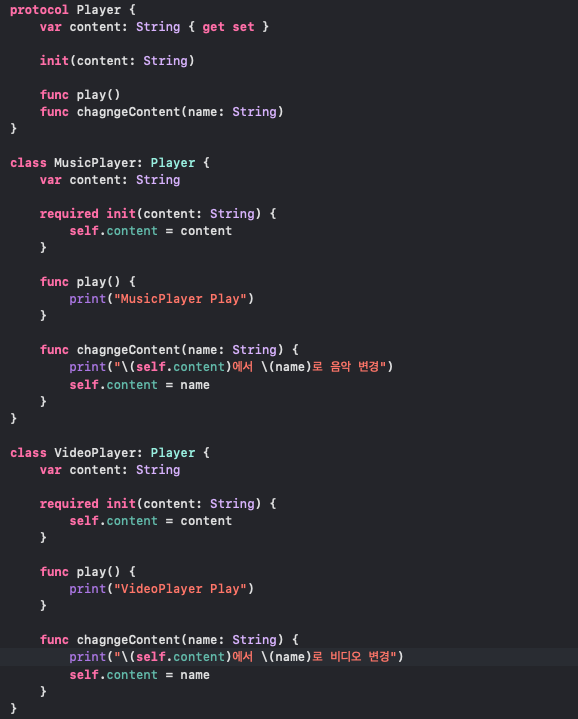 protocol Player {
    var content: String { get set }

    init(content: String)

    func play()
    func chagngeContent(name: String)
}

class MusicPlayer: Player {
    var content: String

    required init(content: String) {
        self.content = content
    }

    func play() {
        print("MusicPlayer Play")
    }

    func chagngeContent(name: String) {
        print("\(self.content)에서 \(name)로 음악 변경")
        self.content = name
    }
}

class VideoPlayer: Player {
    var content: String

    required init(content: String) {
        self.content = content
    }

    func play() {
        print("VideoPlayer Play")
    }

    func chagngeContent(name: String) {
        print("\(self.content)에서 \(name)로 비디오 변경")
        self.content = name
    }
}